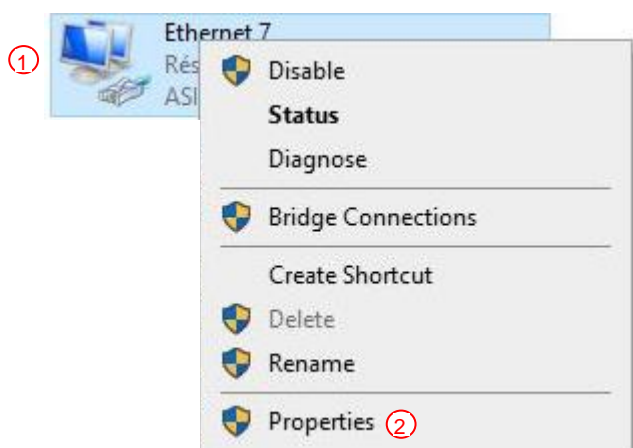 1
Ethernet 7
Rés
ASI
Disable
Status
Diagnose
Bridge Connections
Create Shortcut
Delete
Rename
Properties 2